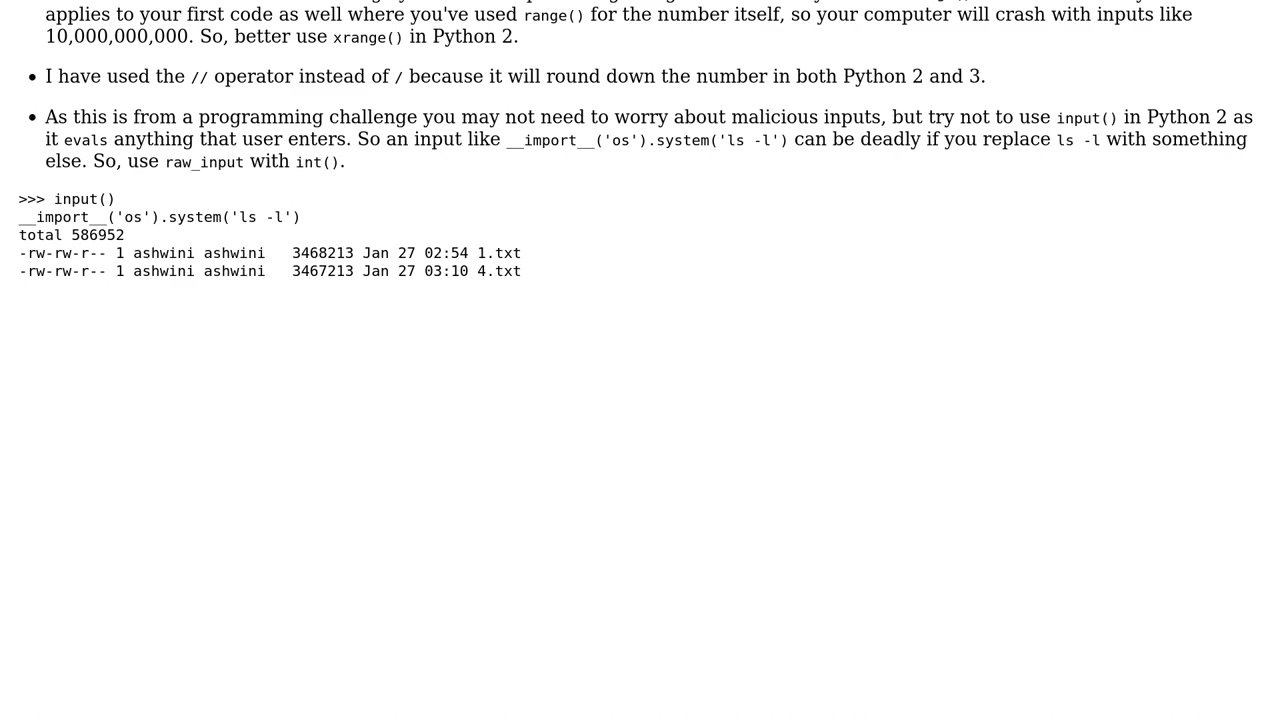 applies to your first code as well where you've used range() for the number itself, so your computer will crash with inputs like
10,000,000,000. So, better use xrange() in Python 2.
• I have used the // operator instead of / because it will round down the number in both Python 2 and 3.
• As this is from a programming challenge you may not need to worry about malicious inputs, but try not to use input() in Python 2 as
it evals anything that user enters. So an input like __import__('os').system('ls -l') can be deadly if you replace ls -l with something
else. So, use raw_input with int().
>>> input()
__import__('os').system('ls -l')
total 586952
-rw-rw-r-- 1 ashwini ashwini   3468213 Jan 27 02:54 1.txt
-rw-rw-r-- 1 ashwini ashwini   3467213 Jan 27 03:10 4.txt